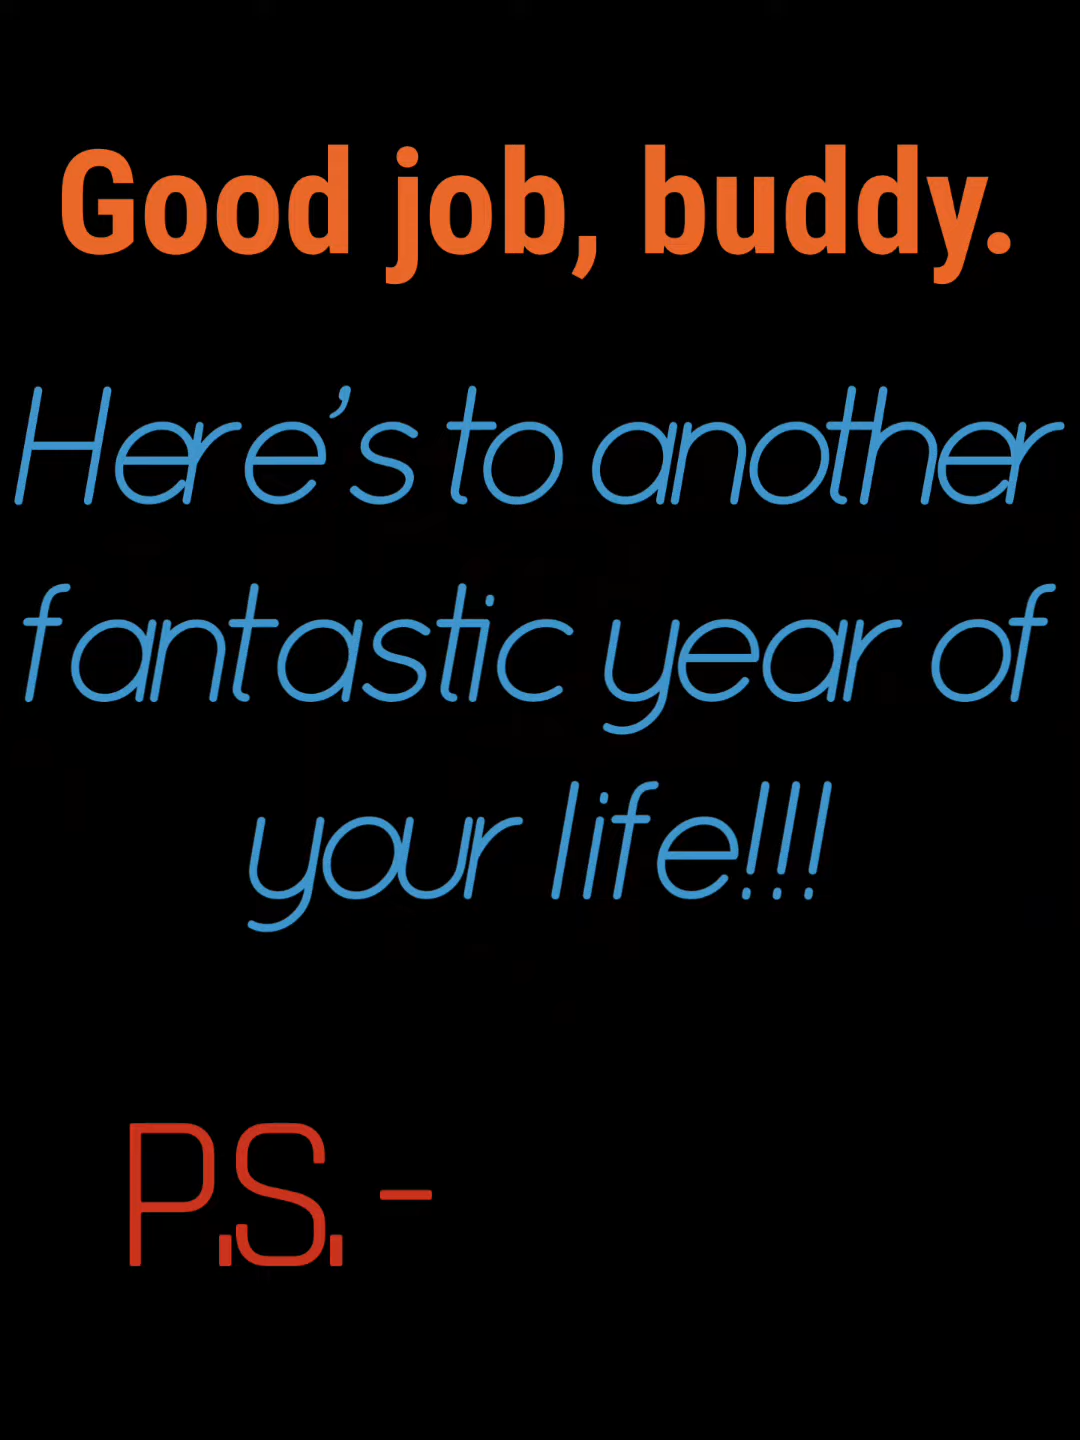 Good job, buddy.
Here's to another
fantastic year of
your life!!!
P.S. -